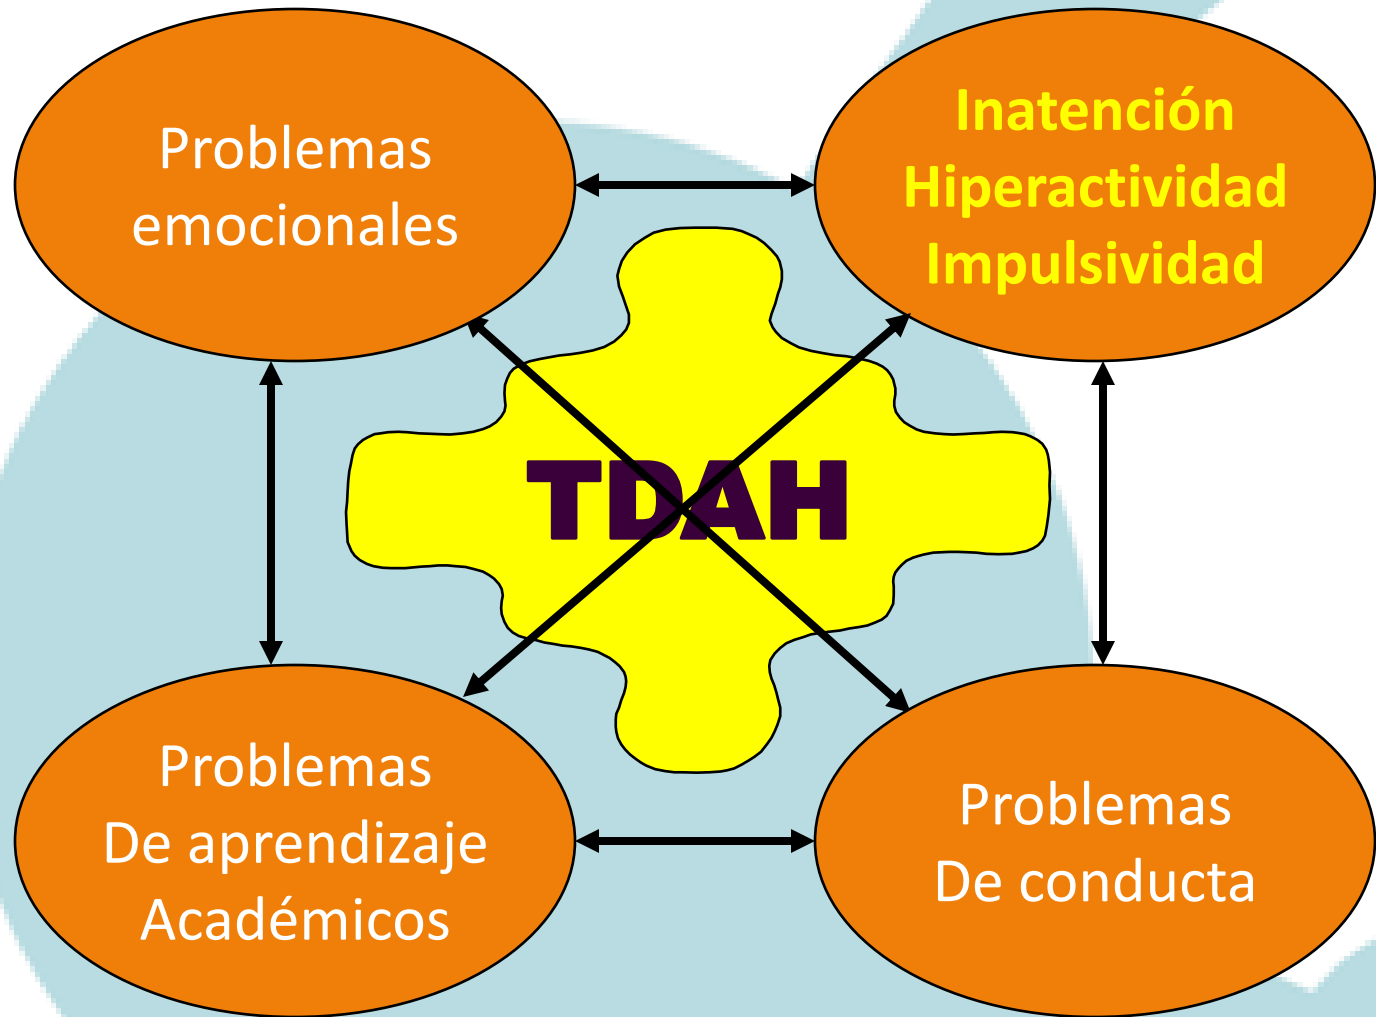 Problemas
emocionales
Inatención
Hiperactividad
Impulsividad
TDAH
Problemas
De aprendizaje
Académicos
Problemas
De conducta